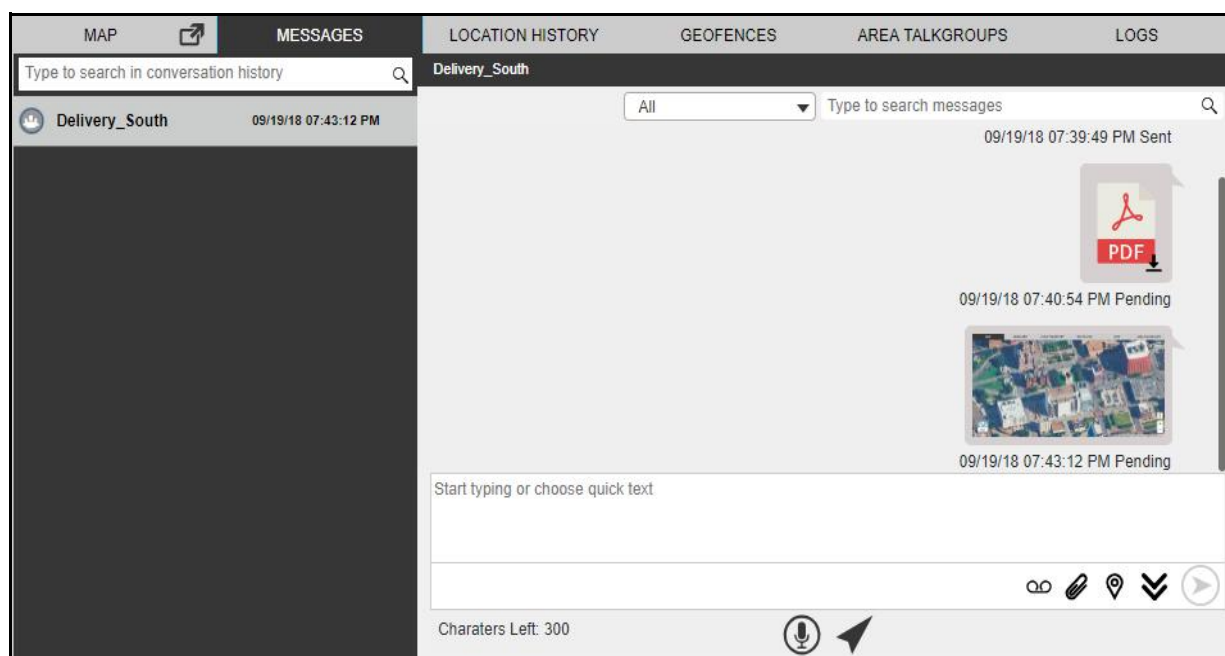 MAP MESSAGES LOCATION HISTORY GEOFENCES AREA TALKGROUPS LOGS
Type to search in conversation history
Delivery_South 09/19/18 07:43:12 PM
Delivery_South
All Type to search messages
09/19/18 07:39:49 PM Sent
PDF
09/19/18 07:40:54 PM Pending
09/19/18 07:43:12 PM Pending
Start typing or choose quick text
Charaters Left: 300